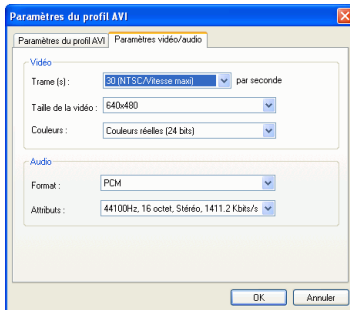 Paramètres du profil AVI
Paramètres du profil AVI Paramètres vidéo/audio
Vidéo
Trame (s) : 30 (NTSC/Vitesse maxi) par seconde
Taille de la vidéo : 640x480
Couleurs : Couleurs réelles (24 bits)
Audio
Format : PCM
Attributs : 44100Hz, 16 octet, Stéréo, 1411.2 Kbits/s
OK Annuler